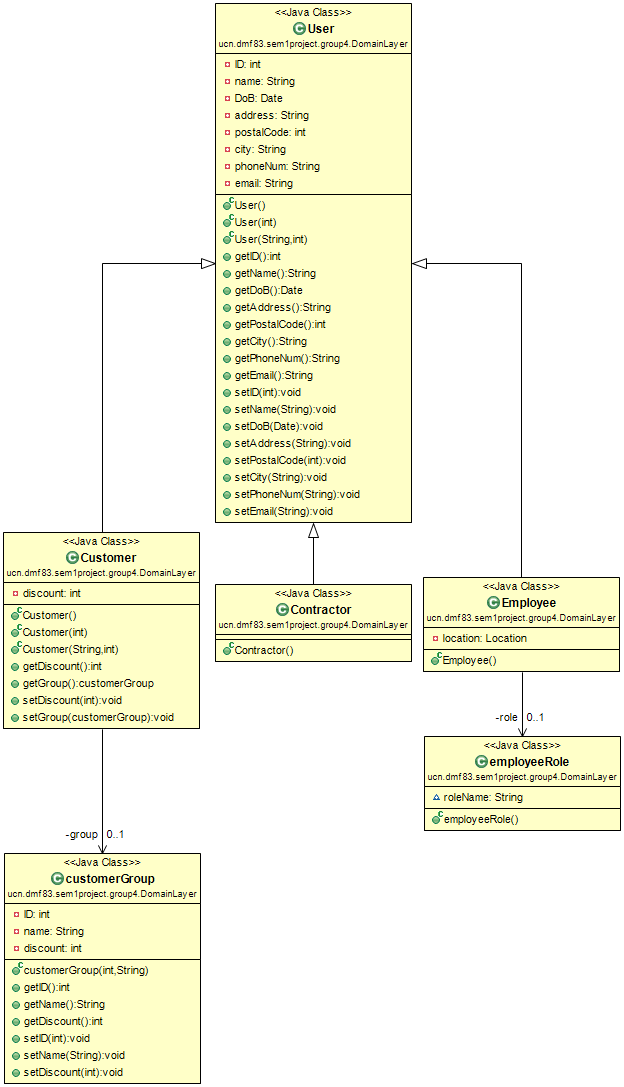 <<Java Class>>
User
ucn.dmf83.sem1project.group4.DomainLayer
ID: int
name: String
DoB: Date
address: String
postalCode: int
city: String
phoneNum: String
email: String
User()
User(int)
User(String,int)
getID():int
getName():String
getDoB():Date
getAddress():String
getPostalCode():int
getCity():String
getPhoneNum():String
getEmail():String
setID(int):void
setName(String):void
setDoB(Date):void
setAddress(String):void
setPostalCode(int):void
setCity(String):void
setPhoneNum(String):void
setEmail(String):void
<<Java Class>>
Customer
ucn.dmf83.sem1project.group4.DomainLayer
discount: int
Customer()
Customer(int)
Customer(String,int)
getDiscount():int
getGroup():customerGroup
setDiscount(int):void
setGroup(customerGroup):void
<<Java Class>>
Contractor
ucn.dmf83.sem1project.group4.DomainLayer
Contractor()
<<Java Class>>
Employee
ucn.dmf83.sem1project.group4.DomainLayer
location: Location
Employee()
-role 0..1
<<Java Class>>
employeeRole
ucn.dmf83.sem1project.group4.DomainLayer
roleName: String
employeeRole()
-group 0..1
<<Java Class>>
customerGroup
ucn.dmf83.sem1project.group4.DomainLayer
ID: int
name: String
discount: int
customerGroup(int,String)
getID():int
getName():String
getDiscount():int
setID(int):void
setName(String):void
setDiscount(int):void